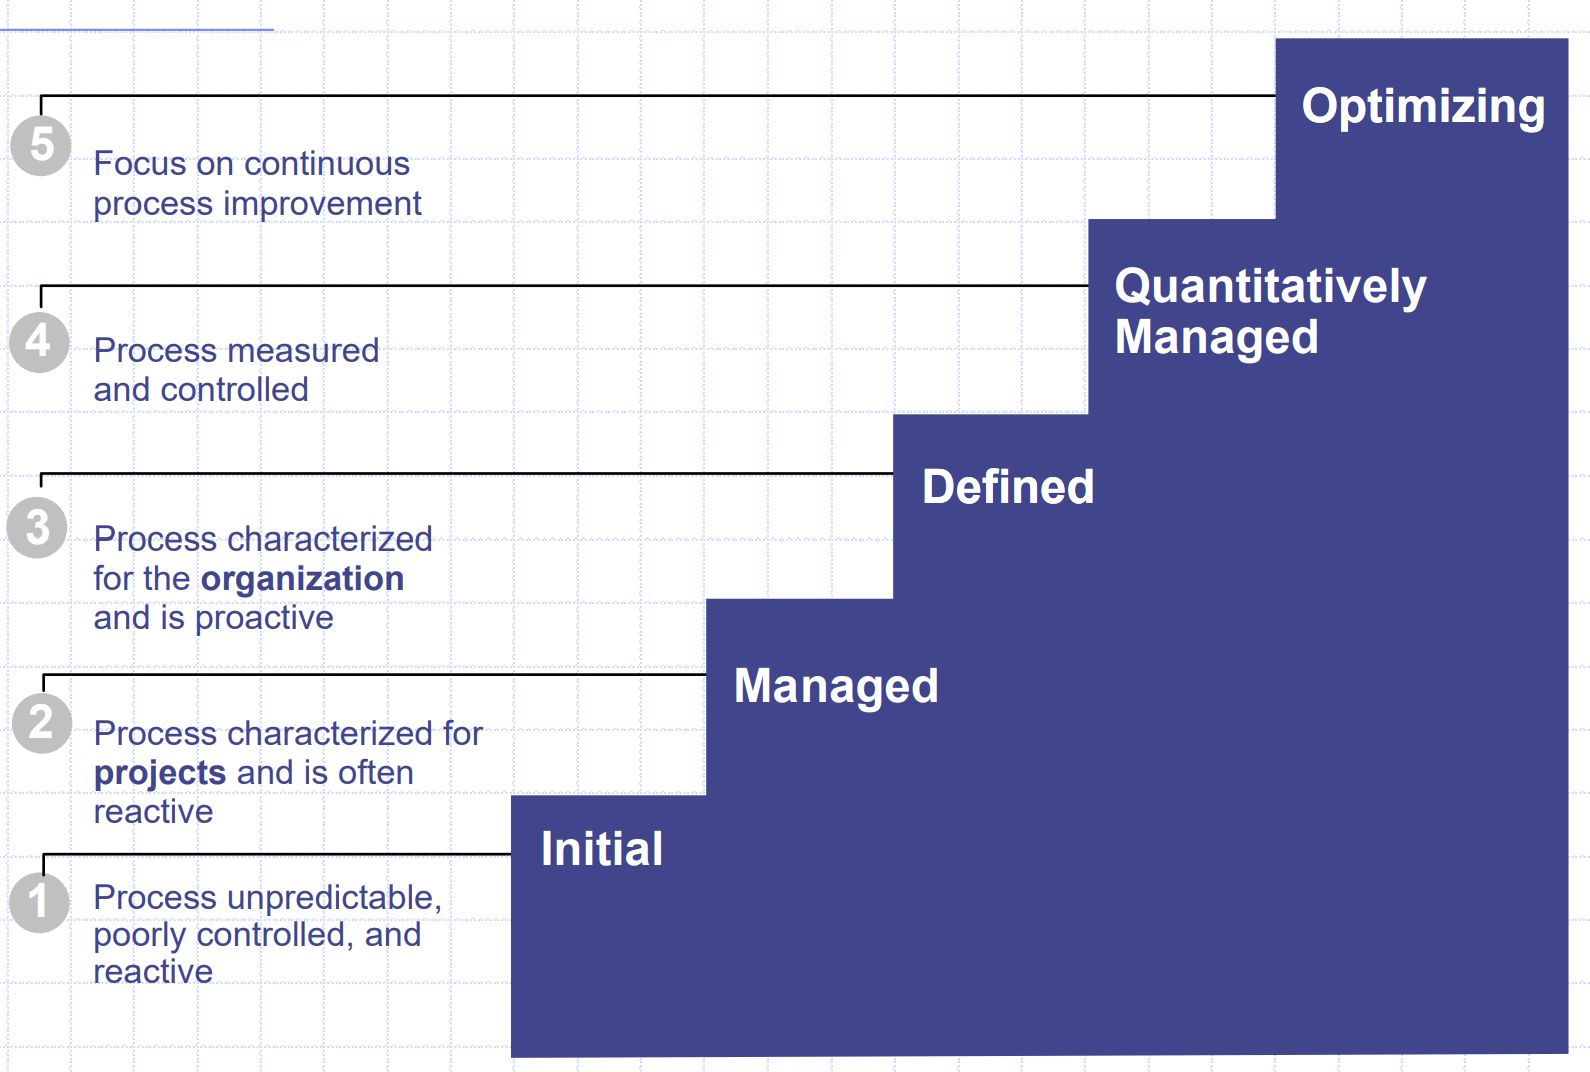 Optimizing
5
Focus on continuous
process improvement
Quantitatively
Managed
4
Process measured
and controlled
Defined
3
Process characterized
for the organization
and is proactive
Managed
2
Process characterized for
projects and is often
reactive
Initial
1
Process unpredictable,
poorly controlled, and
reactive